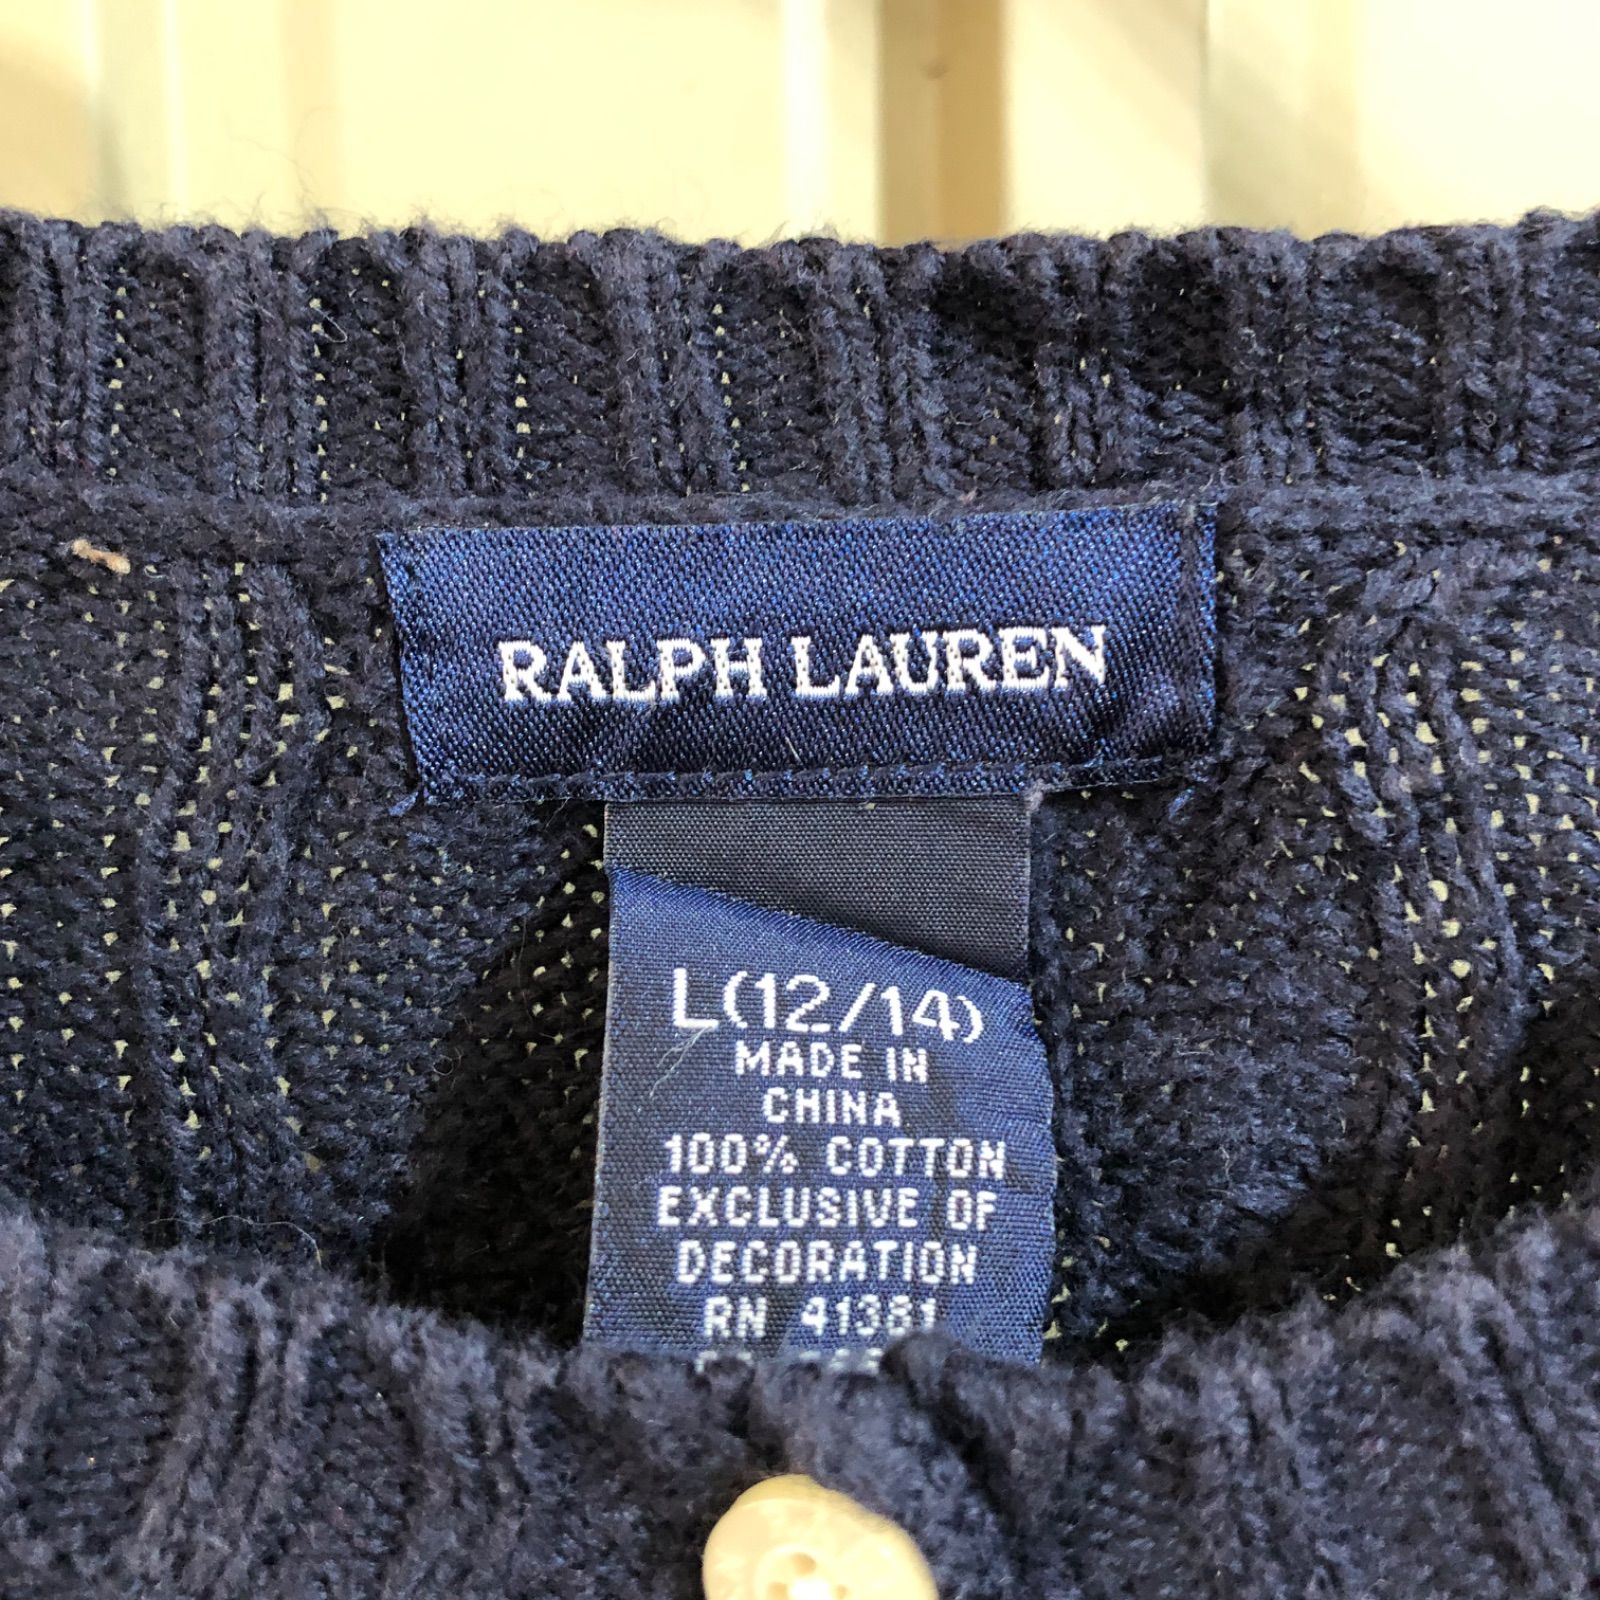 RALPH LAUREN
L(12/14)
MADE IN
CHINA
100% COTTON
EXCLUSIVE OF
DECORATION
RN 41381